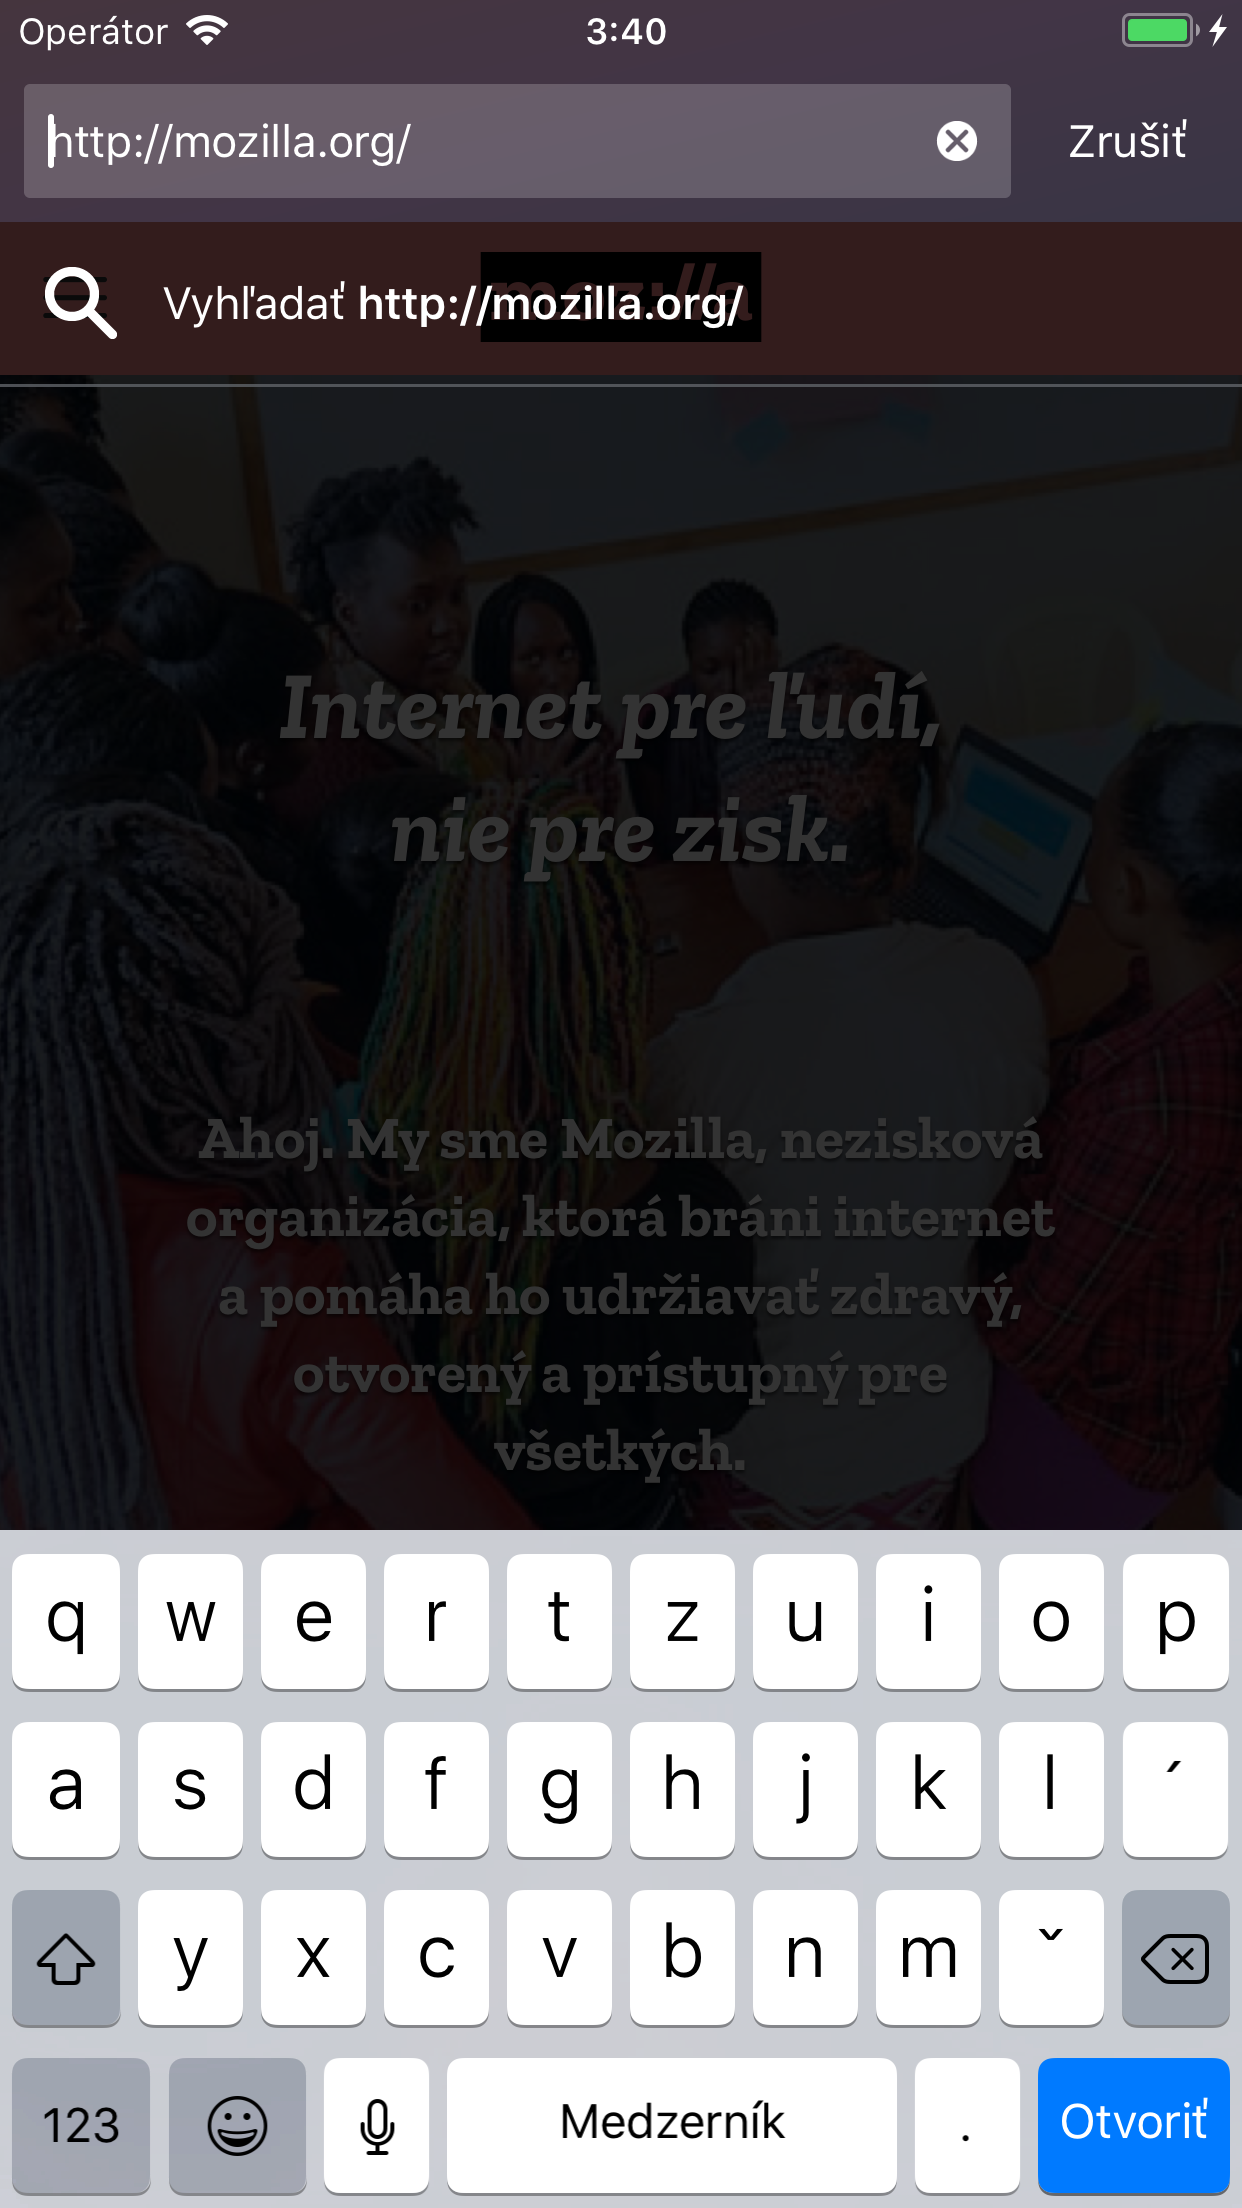 Operátor 3:40
http://mozilla.org/ Zrušiť
Vyhľadať http://mozilla.org/
moz://a
Internet pre ľudí,
nie pre zisk.
Ahoj. My sme Mozilla, nezisková
organizácia, ktorá bráni internet
a pomáha ho udržiavať zdravý,
otvorený a prístupný pre
všetkých.
q w e r t z u i o p
a s d f g h j k l ´
y x c v b n m ˇ
123 Medzerník . Otvoriť